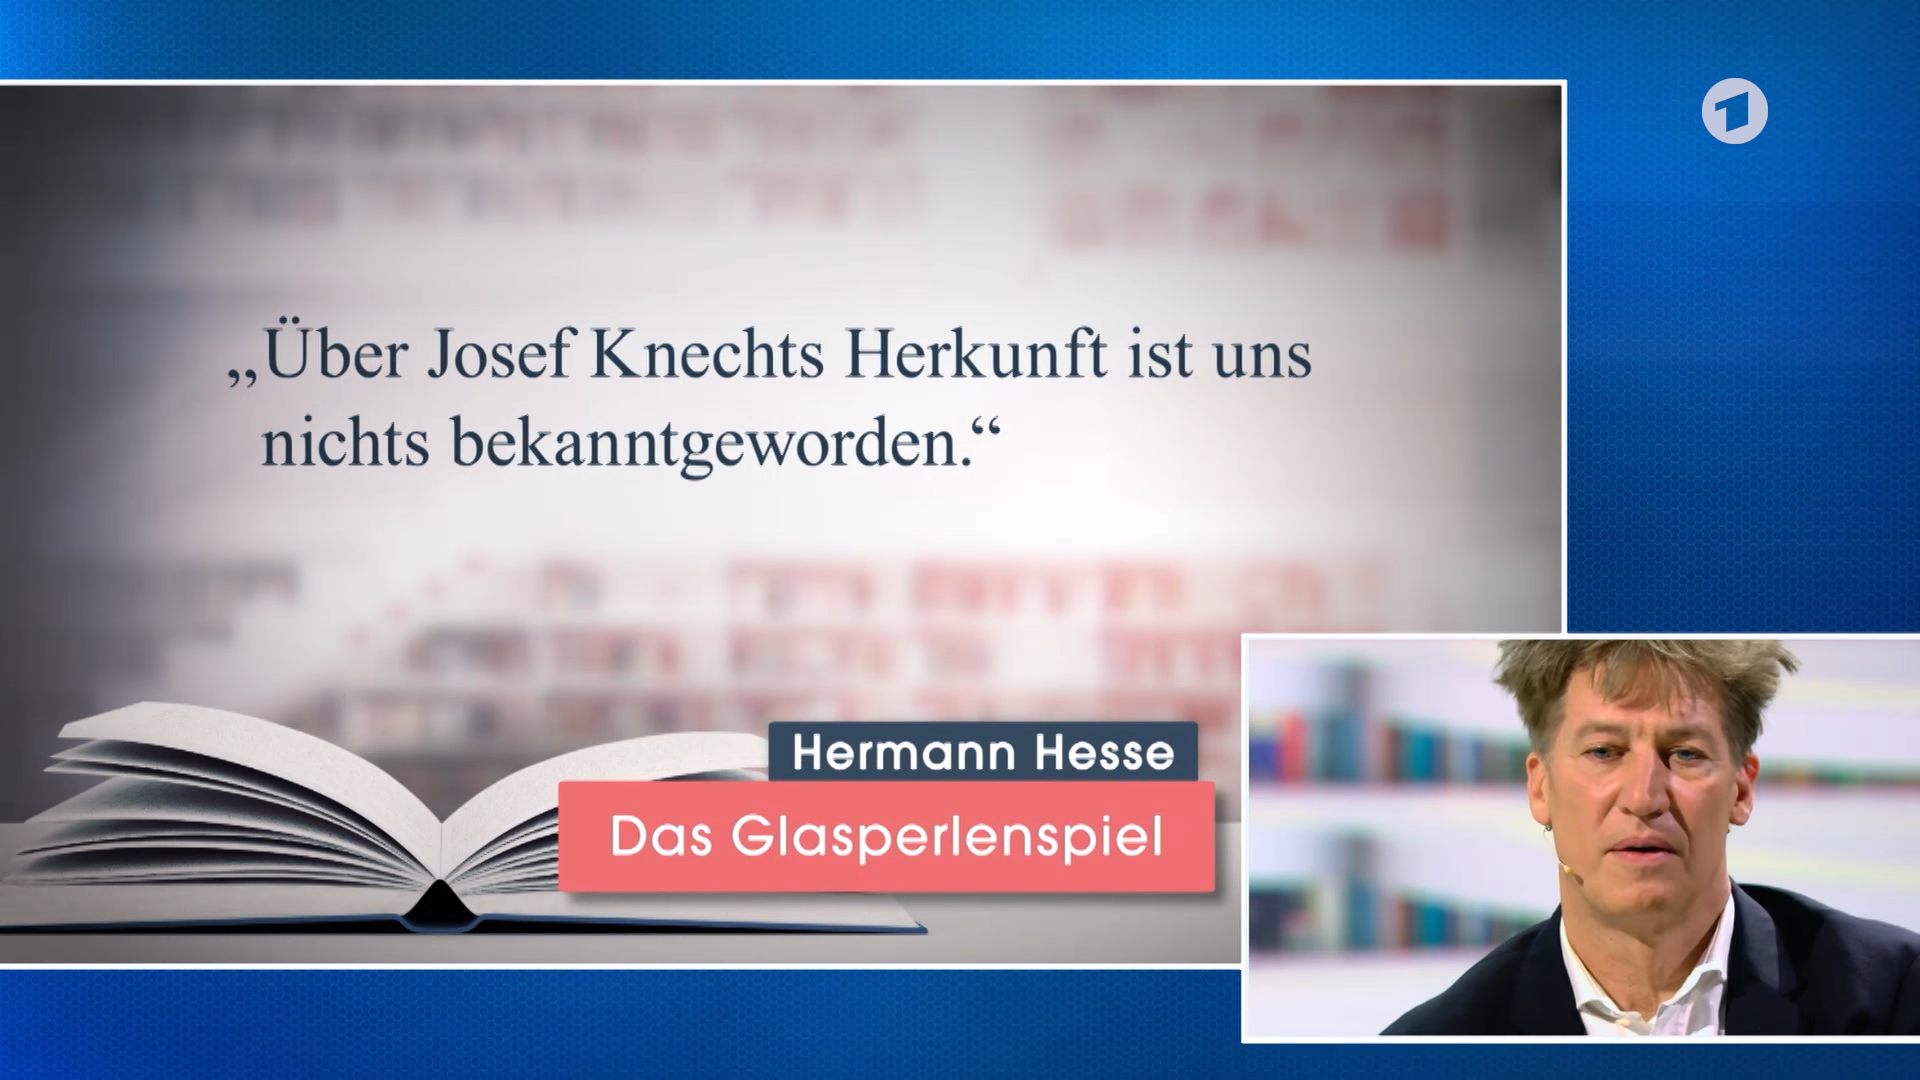 „Über Josef Knechts Herkunft ist uns
nichts bekanntgeworden.“
Hermann Hesse
Das Glasperlenspiel